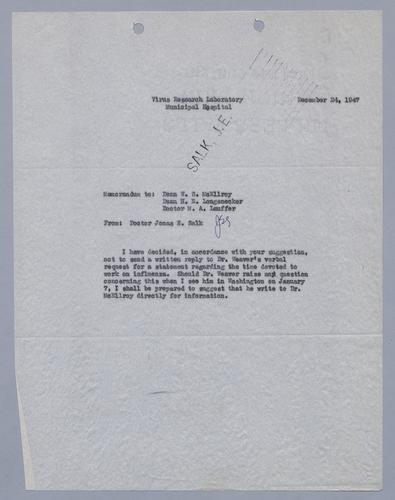 Virus Research Laboratory December 24, 1947
Municipal Hospital
SALK, J.E.
Memorandum to: Dean W. S. McEllroy
Dean H. E. Longenecker
Doctor M. A. Lauffer
From: Doctor Jonas E. Salk JES
I have decided, in accordance with your suggestion,
not to send a written reply to Dr. Weaver's verbal
request for a statement regarding the time devoted to
work on influenza. Should Dr. Weaver raise any question
concerning this when I see him in Washington on January
7, I shall be prepared to suggest that he write to Dr.
McEllroy directly for information.